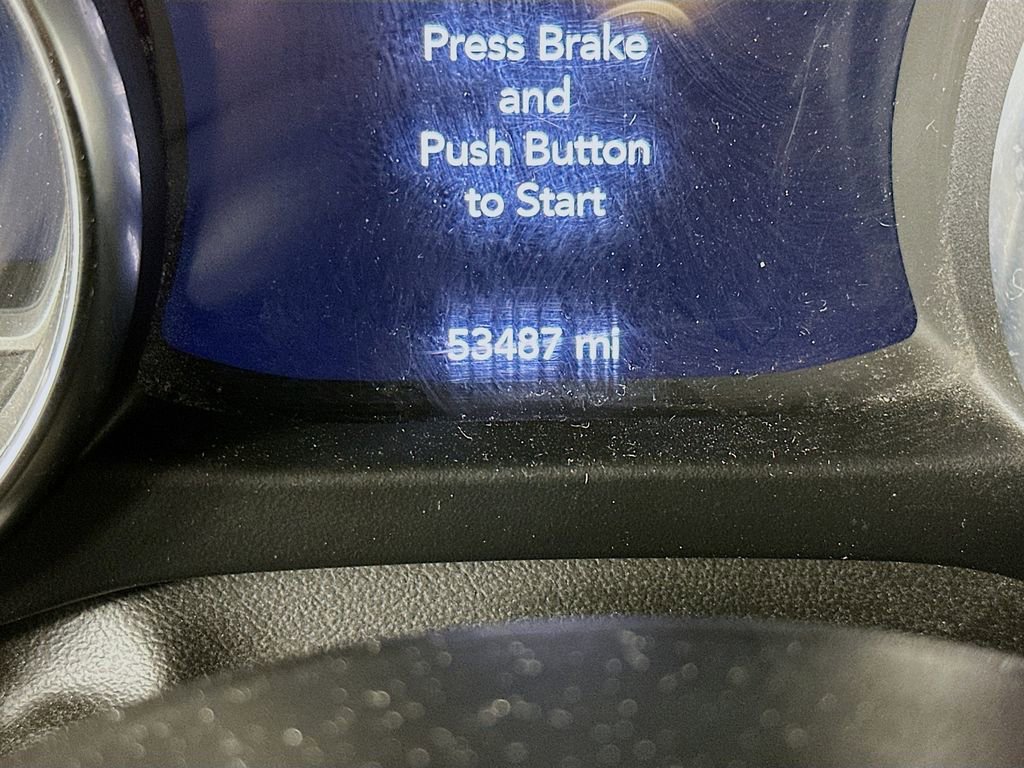 Press Brake
and
Push Button
to Start
53487 mi